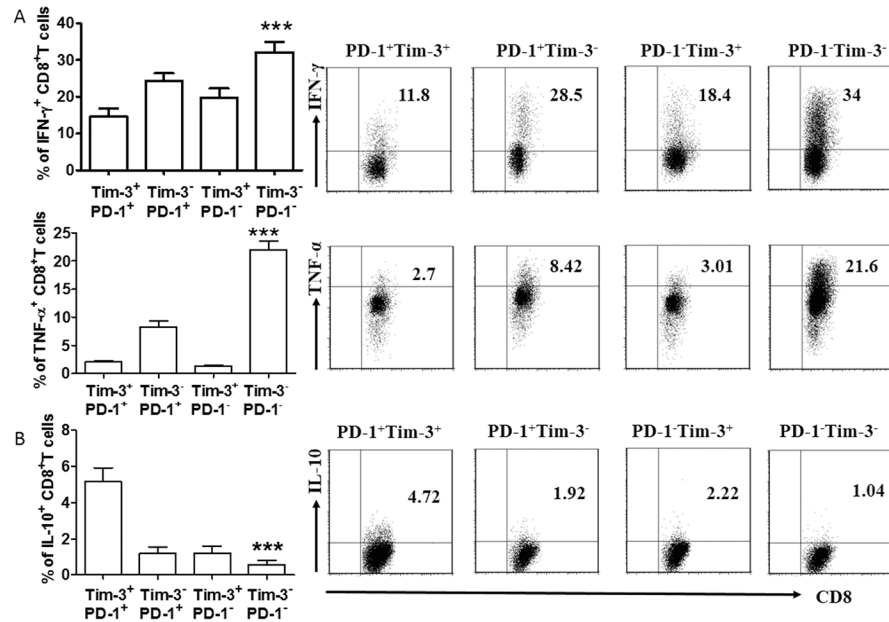 A
% of IFN-γ⁺ CD8⁺T cells
40
30
20
10
0
***
Tim-3⁺ Tim-3⁻ Tim-3⁺ Tim-3⁻
PD-1⁺ PD-1⁺ PD-1⁻ PD-1⁻
PD-1⁺Tim-3⁺ PD-1⁺Tim-3⁻ PD-1⁻Tim-3⁺ PD-1⁻Tim-3⁻
IFN-γ
11.8 28.5 18.4 34
% of TNF-α⁺ CD8⁺T cells
25
20
15
10
5
0
***
Tim-3⁺ Tim-3⁻ Tim-3⁺ Tim-3⁻
PD-1⁺ PD-1⁺ PD-1⁻ PD-1⁻
TNF-α
2.7 8.42 3.01 21.6
B
% of IL-10⁺ CD8⁺T cells
8
6
4
2
0
***
Tim-3⁺ Tim-3⁻ Tim-3⁺ Tim-3⁻
PD-1⁺ PD-1⁺ PD-1⁻ PD-1⁻
PD-1⁺Tim-3⁺ PD-1⁺Tim-3⁻ PD-1⁻Tim-3⁺ PD-1⁻Tim-3⁻
IL-10
4.72 1.92 2.22 1.04
CD8